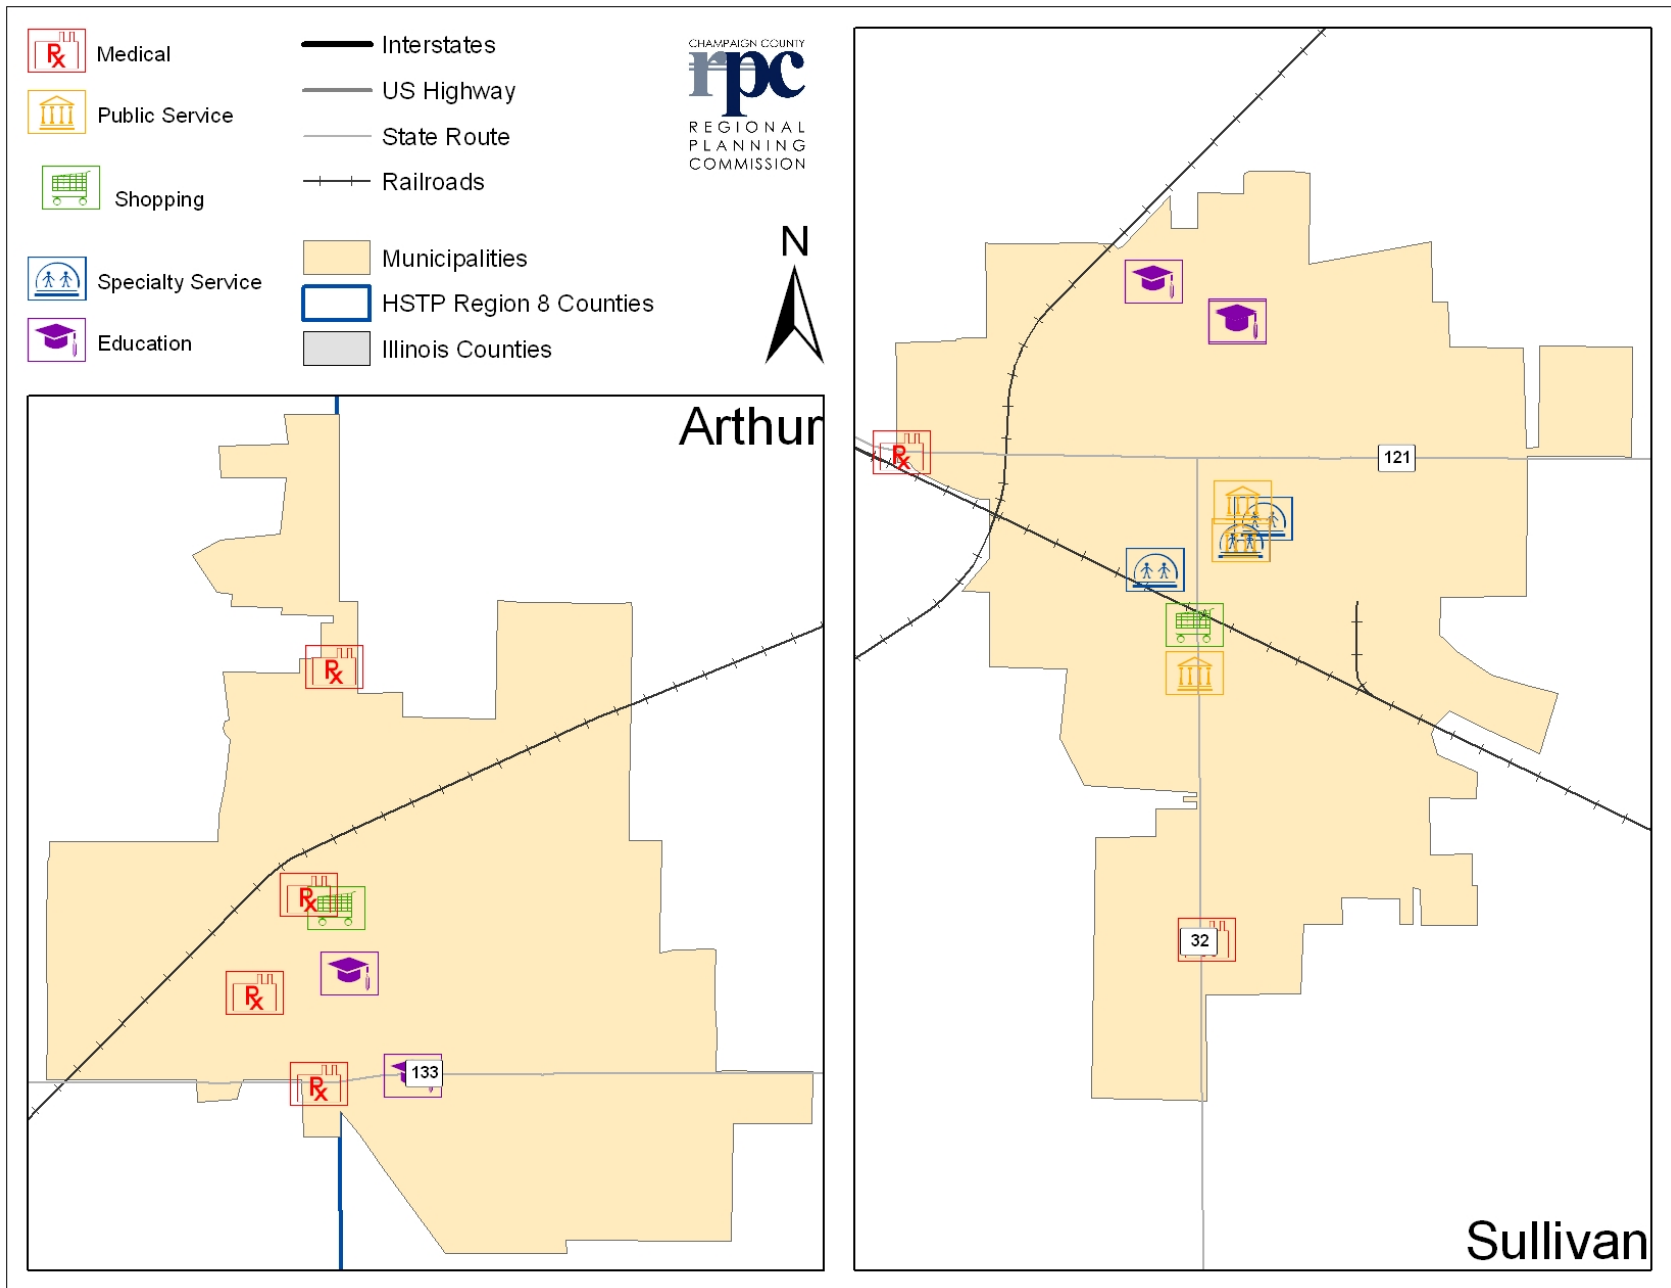 Medical
Public Service
Shopping
Specialty Service
Education
Interstates
US Highway
State Route
Railroads
Municipalities
HSTP Region 8 Counties
Illinois Counties
CHAMPAIGN COUNTY
rpc
REGIONAL
PLANNING
COMMISSION
N
Arthur
133
121
32
Sullivan